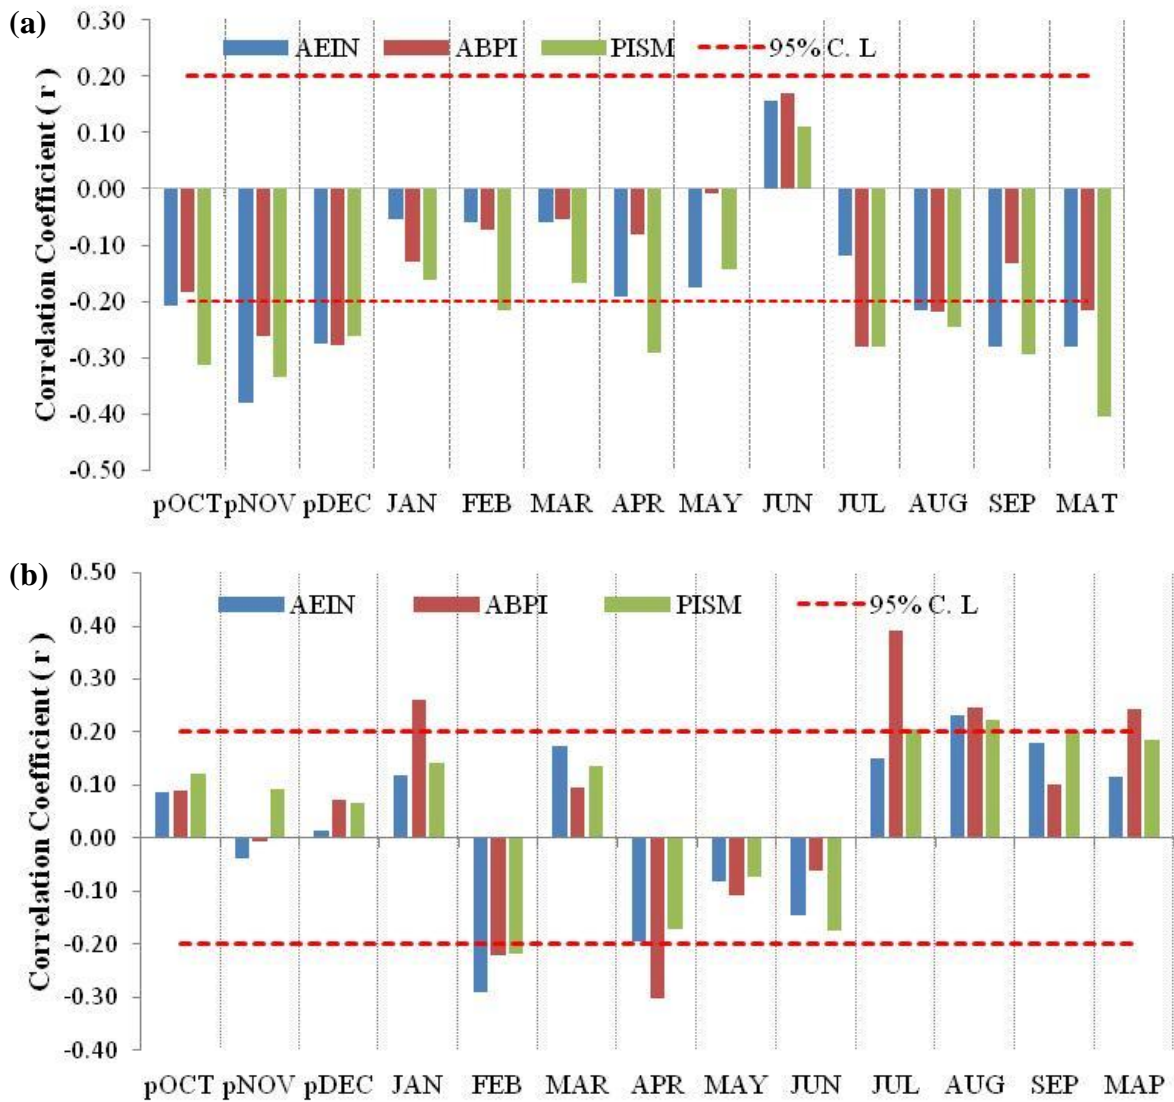 (a)
AEIN ABPI PISM 95% C. L
Correlation Coefficient ( r )
0.30
0.20
0.10
0.00
-0.10
-0.20
-0.30
-0.40
-0.50
pOCT pNOV pDEC JAN FEB MAR APR MAY JUN JUL AUG SEP MAT
(b)
AEIN ABPI PISM 95% C. L
Correlation Coefficient ( r )
0.50
0.40
0.30
0.20
0.10
0.00
-0.10
-0.20
-0.30
-0.40
pOCT pNOV pDEC JAN FEB MAR APR MAY JUN JUL AUG SEP MAP